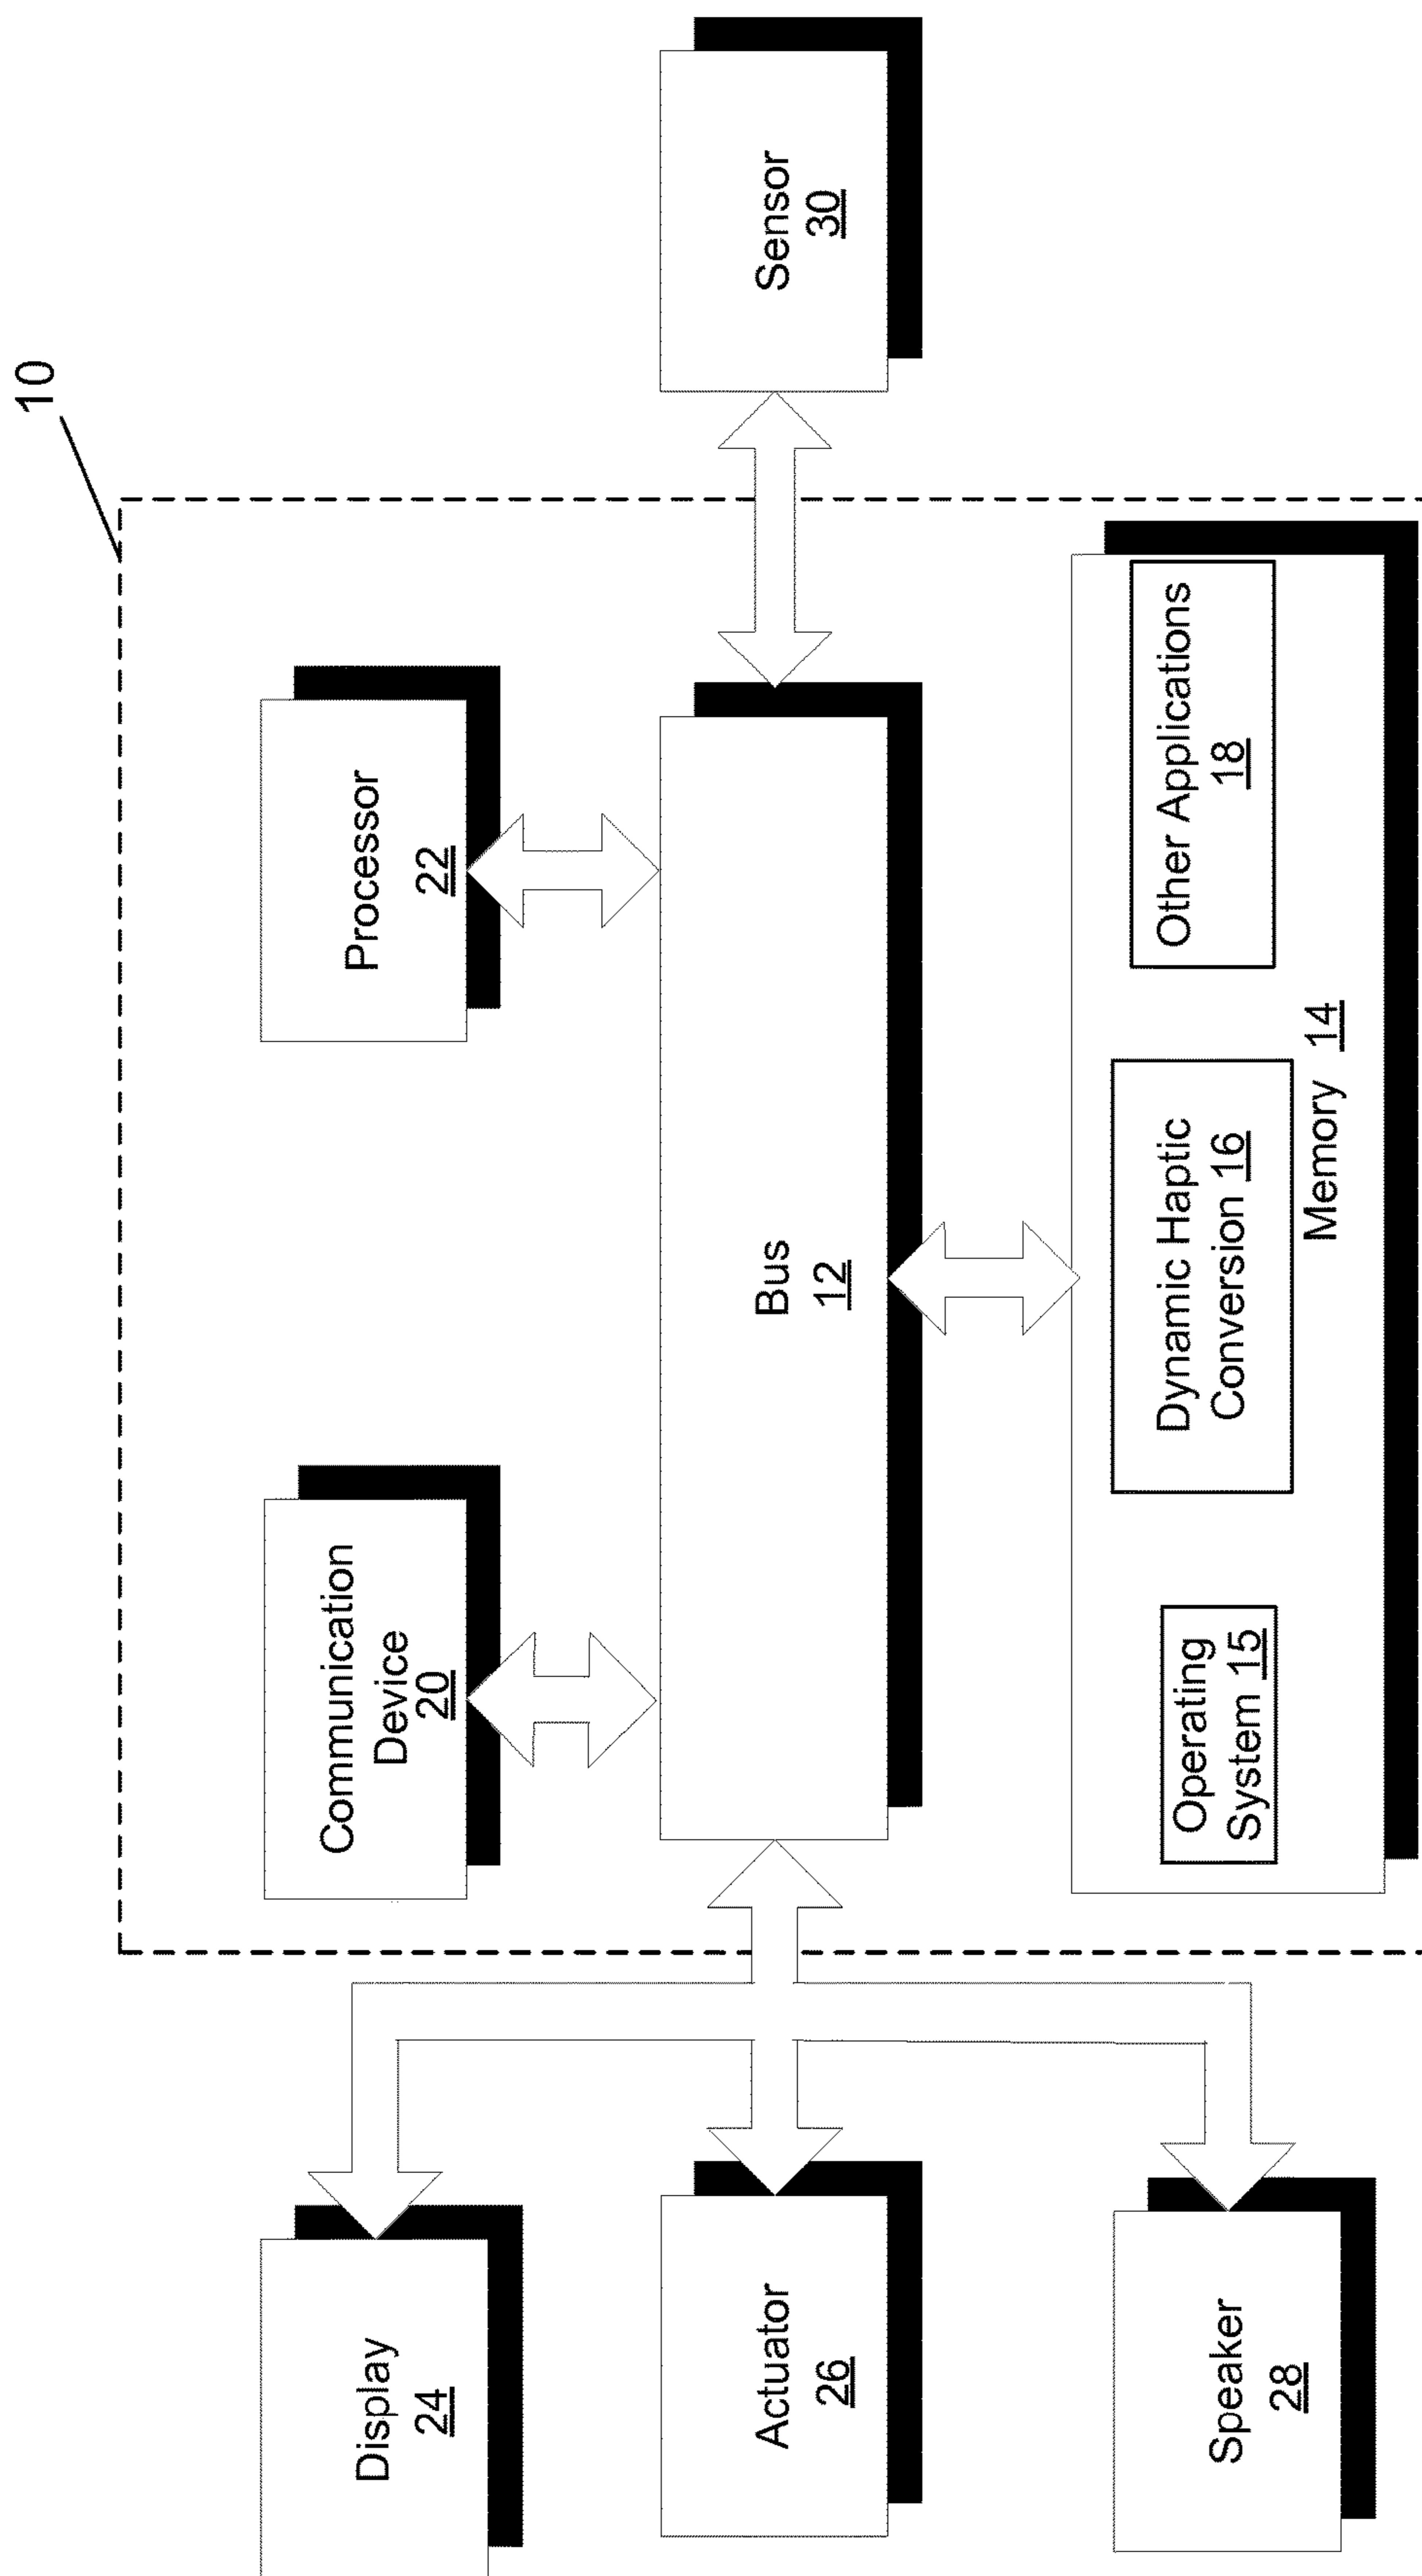 10
Communication
Device
20
Processor
22
Display
24
Actuator
26
Bus
12
Sensor
30
Speaker
28
Operating
System 15
Dynamic Haptic
Conversion 16
Other Applications
18
Memory 14